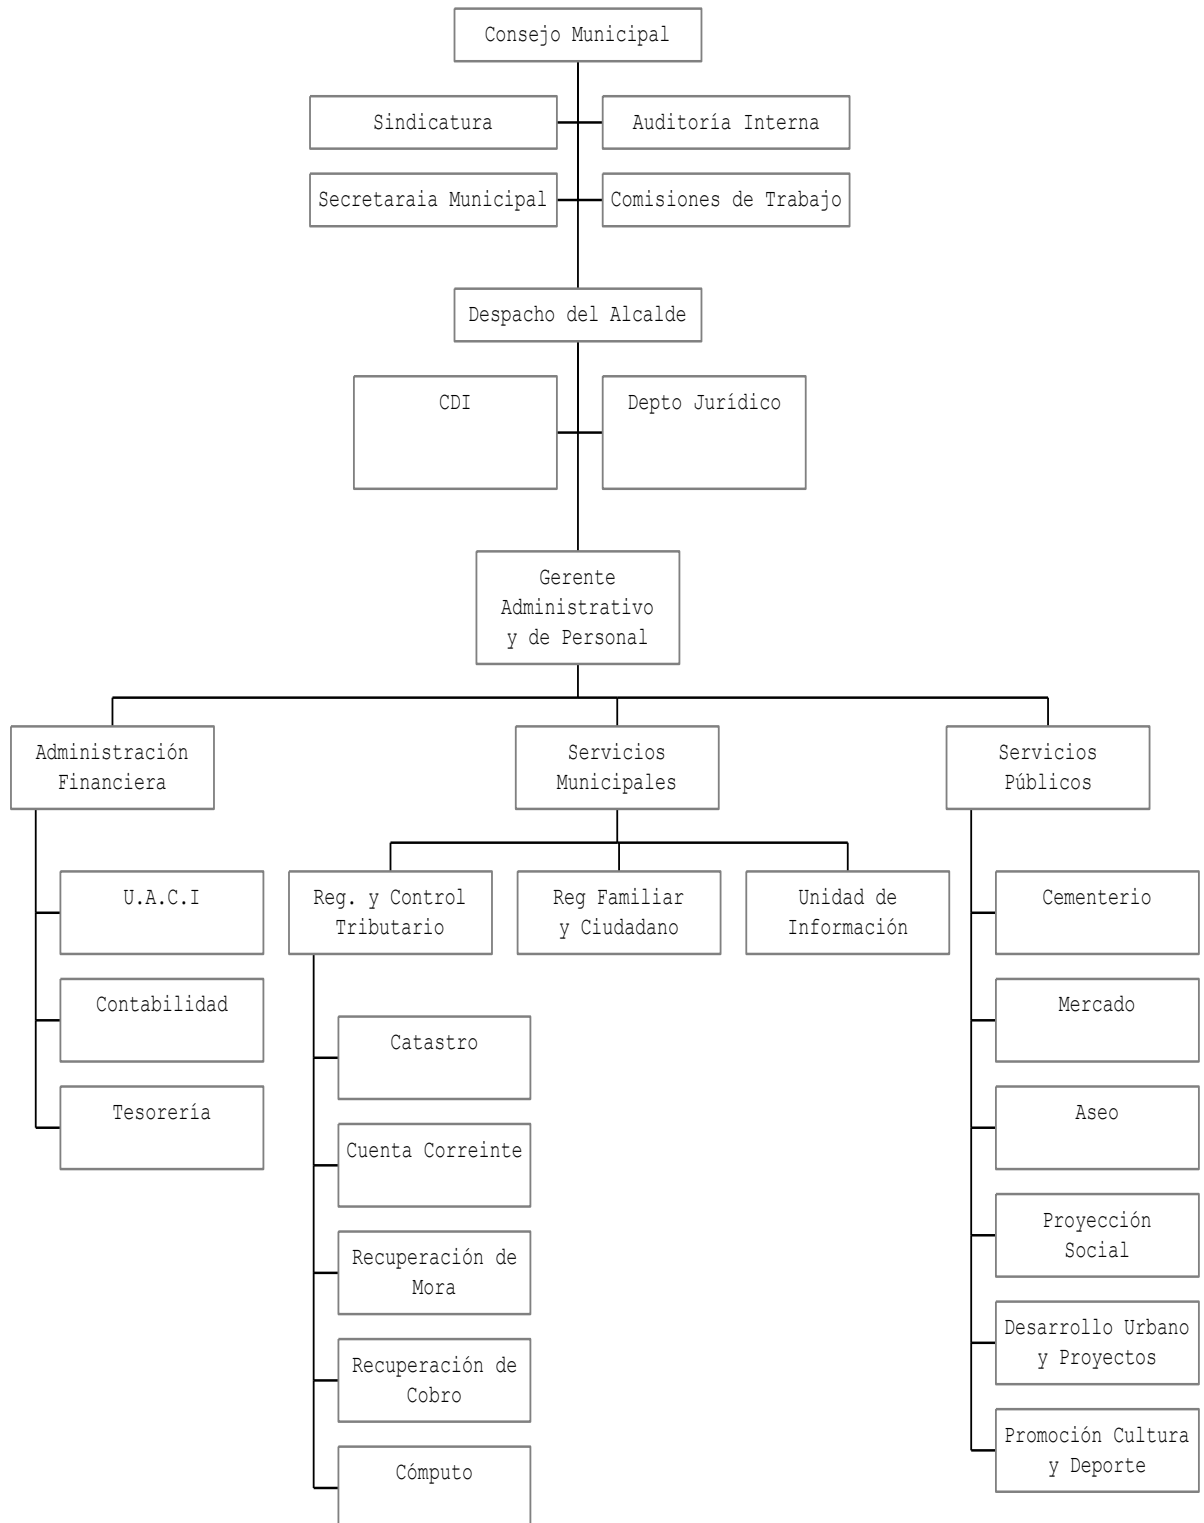 Consejo Municipal
Sindicatura
Auditoría Interna
Secretaraia Municipal
Comisiones de Trabajo
Despacho del Alcalde
CDI
Depto Jurídico
Gerente
Administrativo
y de Personal
Administración
Financiera
Servicios
Municipales
Servicios
Públicos
U.A.C.I
Contabilidad
Tesorería
Reg. y Control
Tributario
Reg Familiar
y Ciudadano
Unidad de
Información
Catastro
Cuenta Correinte
Recuperación de
Mora
Recuperación de
Cobro
Cómputo
Cementerio
Mercado
Aseo
Proyección
Social
Desarrollo Urbano
y Proyectos
Promoción Cultura
y Deporte